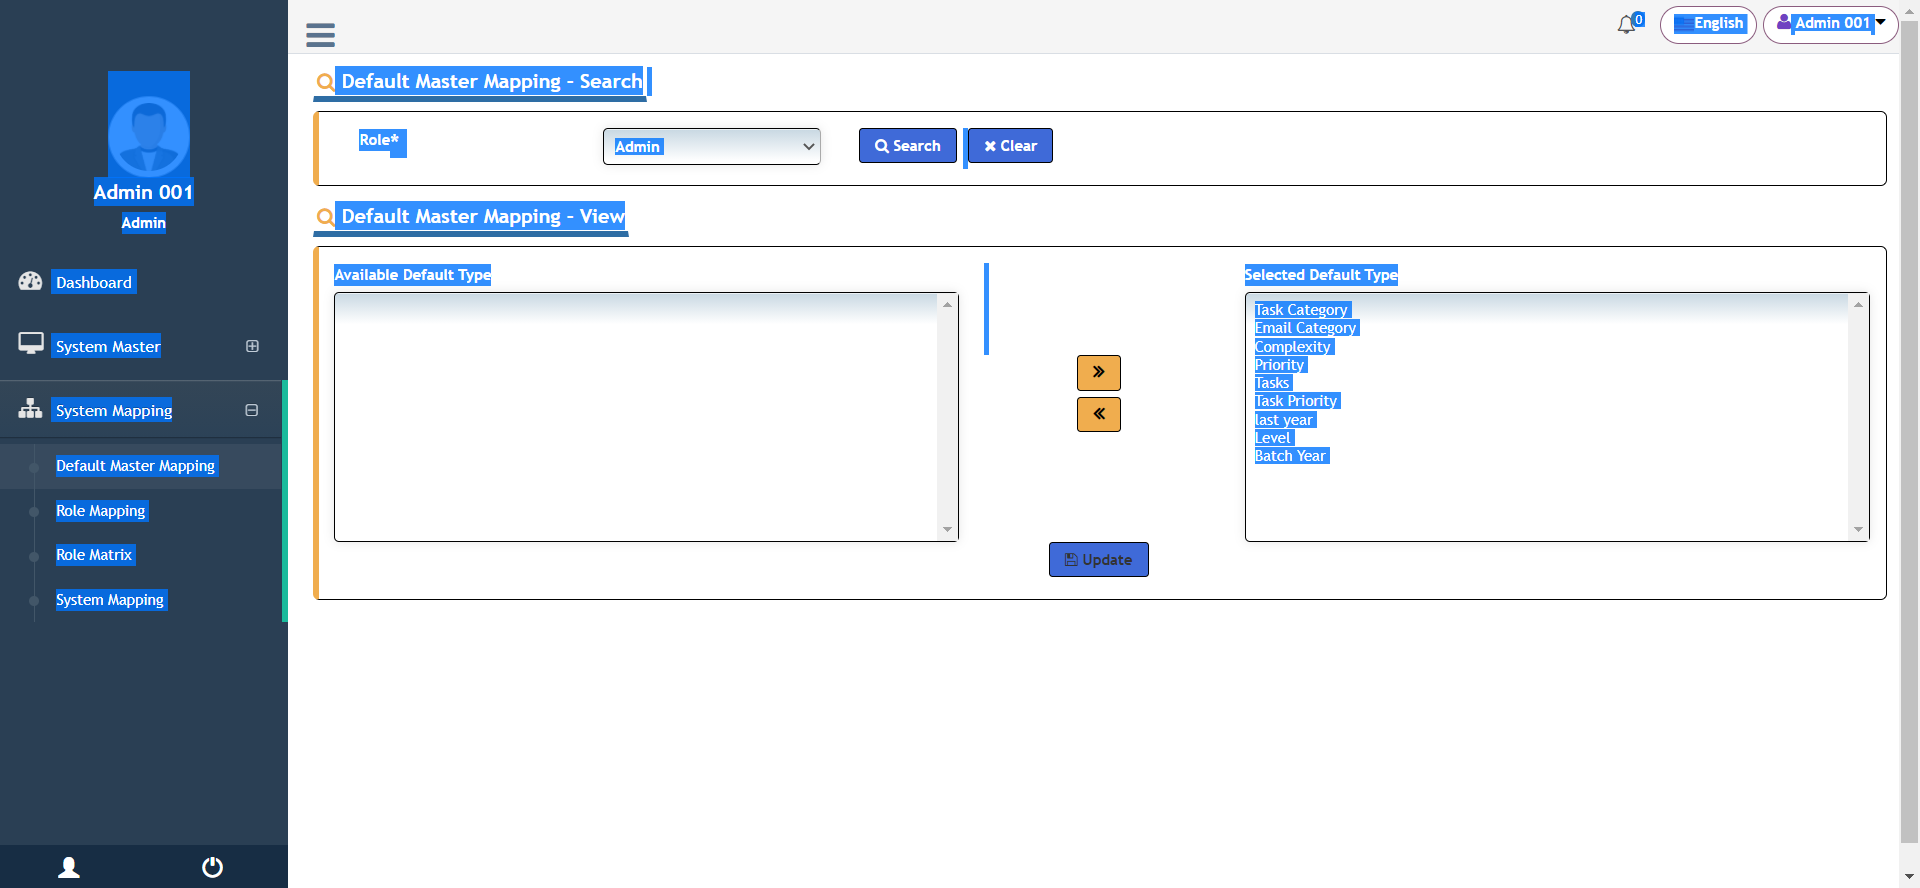 0
English
Admin 001
Admin 001
Admin
Dashboard
System Master
System Mapping
Default Master Mapping
Role Mapping
Role Matrix
System Mapping
Default Master Mapping - Search
Role*
Admin
Search
Clear
Default Master Mapping - View
Available Default Type
Selected Default Type
Task Category
Email Category
Complexity
Priority
Tasks
Task Priority
last year
Level
Batch Year
Update